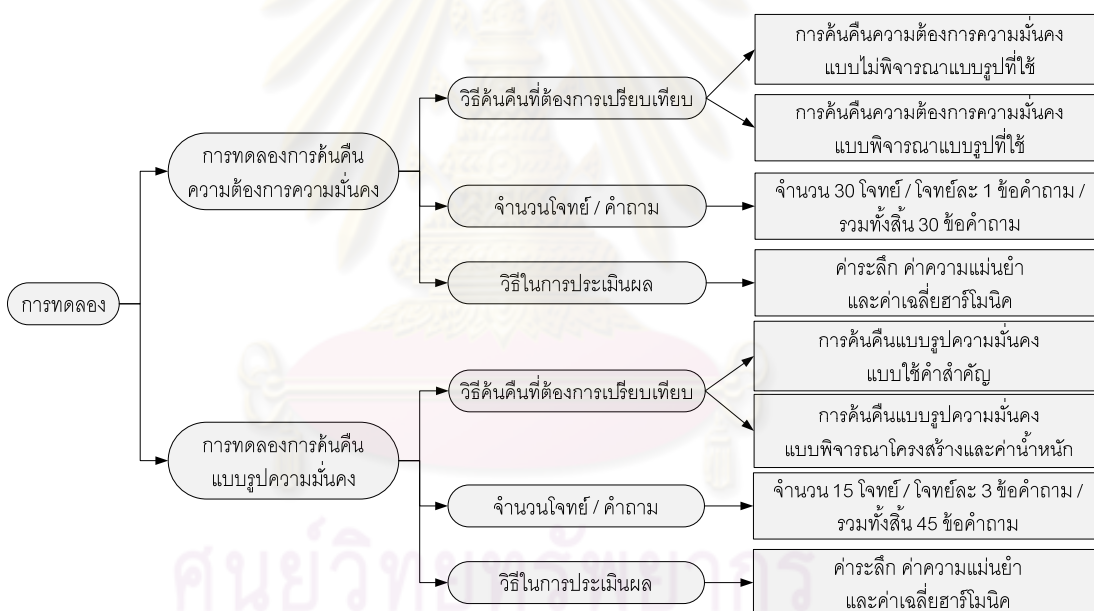 การทดลอง
การทดลองการค้นคืน
ความต้องการความมั่นคง
วิธีค้นคืนที่ต้องการเปรียบเทียบ
การค้นคืนความต้องการความมั่นคง
แบบไม่พิจารณาแบบรูปที่ใช้
การค้นคืนความต้องการความมั่นคง
แบบพิจารณาแบบรูปที่ใช้
จำนวนโจทย์ / คำถาม
จำนวน 30 โจทย์ / โจทย์ละ 1 ข้อคำถาม /
รวมทั้งสิ้น 30 ข้อคำถาม
วิธีในการประเมินผล
ค่าระลึก ค่าความแม่นยำ
และค่าเฉลี่ยฮาร์โมนิค
การทดลองการค้นคืน
แบบรูปความมั่นคง
วิธีค้นคืนที่ต้องการเปรียบเทียบ
การค้นคืนแบบรูปความมั่นคง
แบบใช้คำสำคัญ
การค้นคืนแบบรูปความมั่นคง
แบบพิจารณาโครงสร้างและค่าน้ำหนัก
จำนวนโจทย์ / คำถาม
จำนวน 15 โจทย์ / โจทย์ละ 3 ข้อคำถาม /
รวมทั้งสิ้น 45 ข้อคำถาม
วิธีในการประเมินผล
ค่าระลึก ค่าความแม่นยำ
และค่าเฉลี่ยฮาร์โมนิค
ศูนย์วิทยทรัพยากร